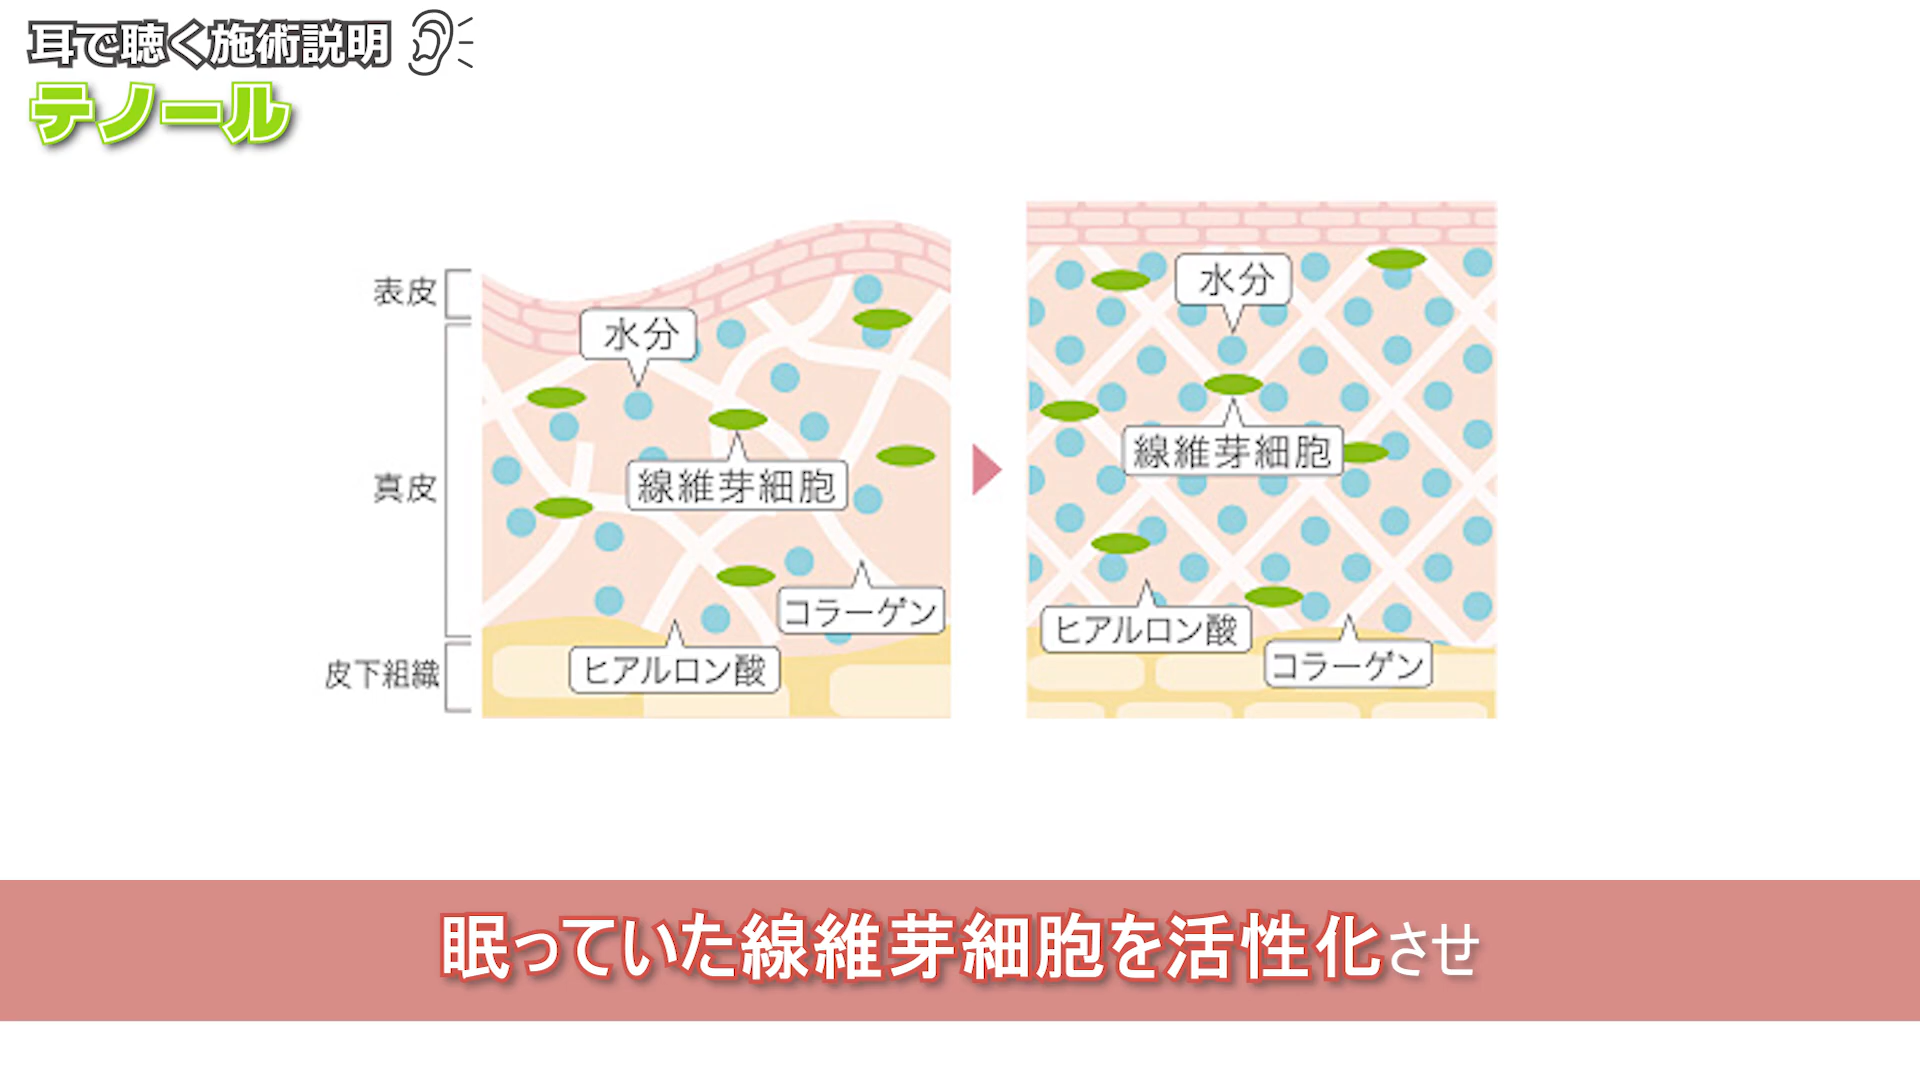 耳で聴く施術説明
テノール
表皮
真皮
皮下組織
水分
線維芽細胞
コラーゲン
ヒアルロン酸
水分
線維芽細胞
ヒアルロン酸
コラーゲン
眠っていた線維芽細胞を活性化させ